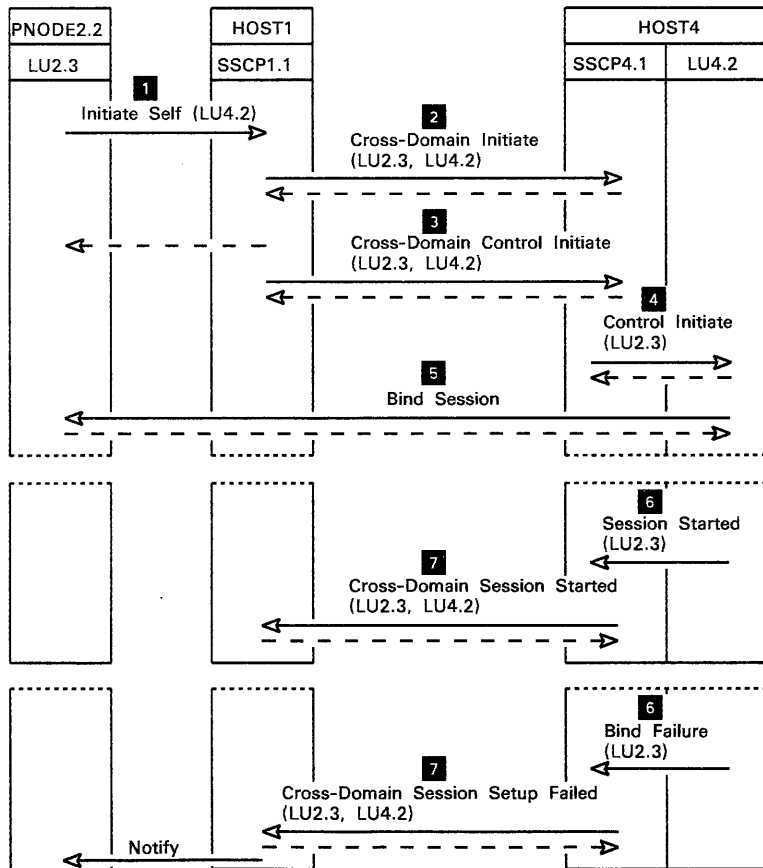 PNODE2.2 HOST1 HOST4
LU2.3 SSCP1.1 SSCP4.1 LU4.2
1
Initiate Self (LU4.2)
2
Cross-Domain Initiate
(LU2.3, LU4.2)
3
Cross-Domain Control Initiate
(LU2.3, LU4.2)
4
Control Initiate
(LU2.3)
5
Bind Session
6
Session Started
(LU2.3)
7
Cross-Domain Session Started
(LU2.3, LU4.2)
6
Bind Failure
(LU2.3)
7
Cross-Domain Session Setup Failed
(LU2.3, LU4.2)
Notify